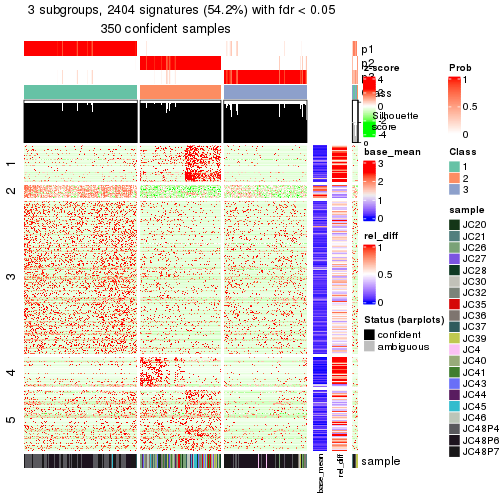 3 subgroups, 2404 signatures (54.2%) with fdr < 0.05
350 confident samples
p1
p2
z-score
4
2
0
-2
-4
Silhouette
score
Prob
1
0.5
0
base_mean
3
2
1
0
Class
1
2
3
rel_diff
1
0.5
0
Status (barplots)
confident
ambiguous
sample
JC20
JC21
JC26
JC27
JC28
JC30
JC32
JC35
JC36
JC37
JC39
JC4
JC40
JC41
JC43
JC44
JC45
JC46
JC48P4
JC48P6
JC48P7
1
2
3
4
5
sample
base_mean
rel_diff